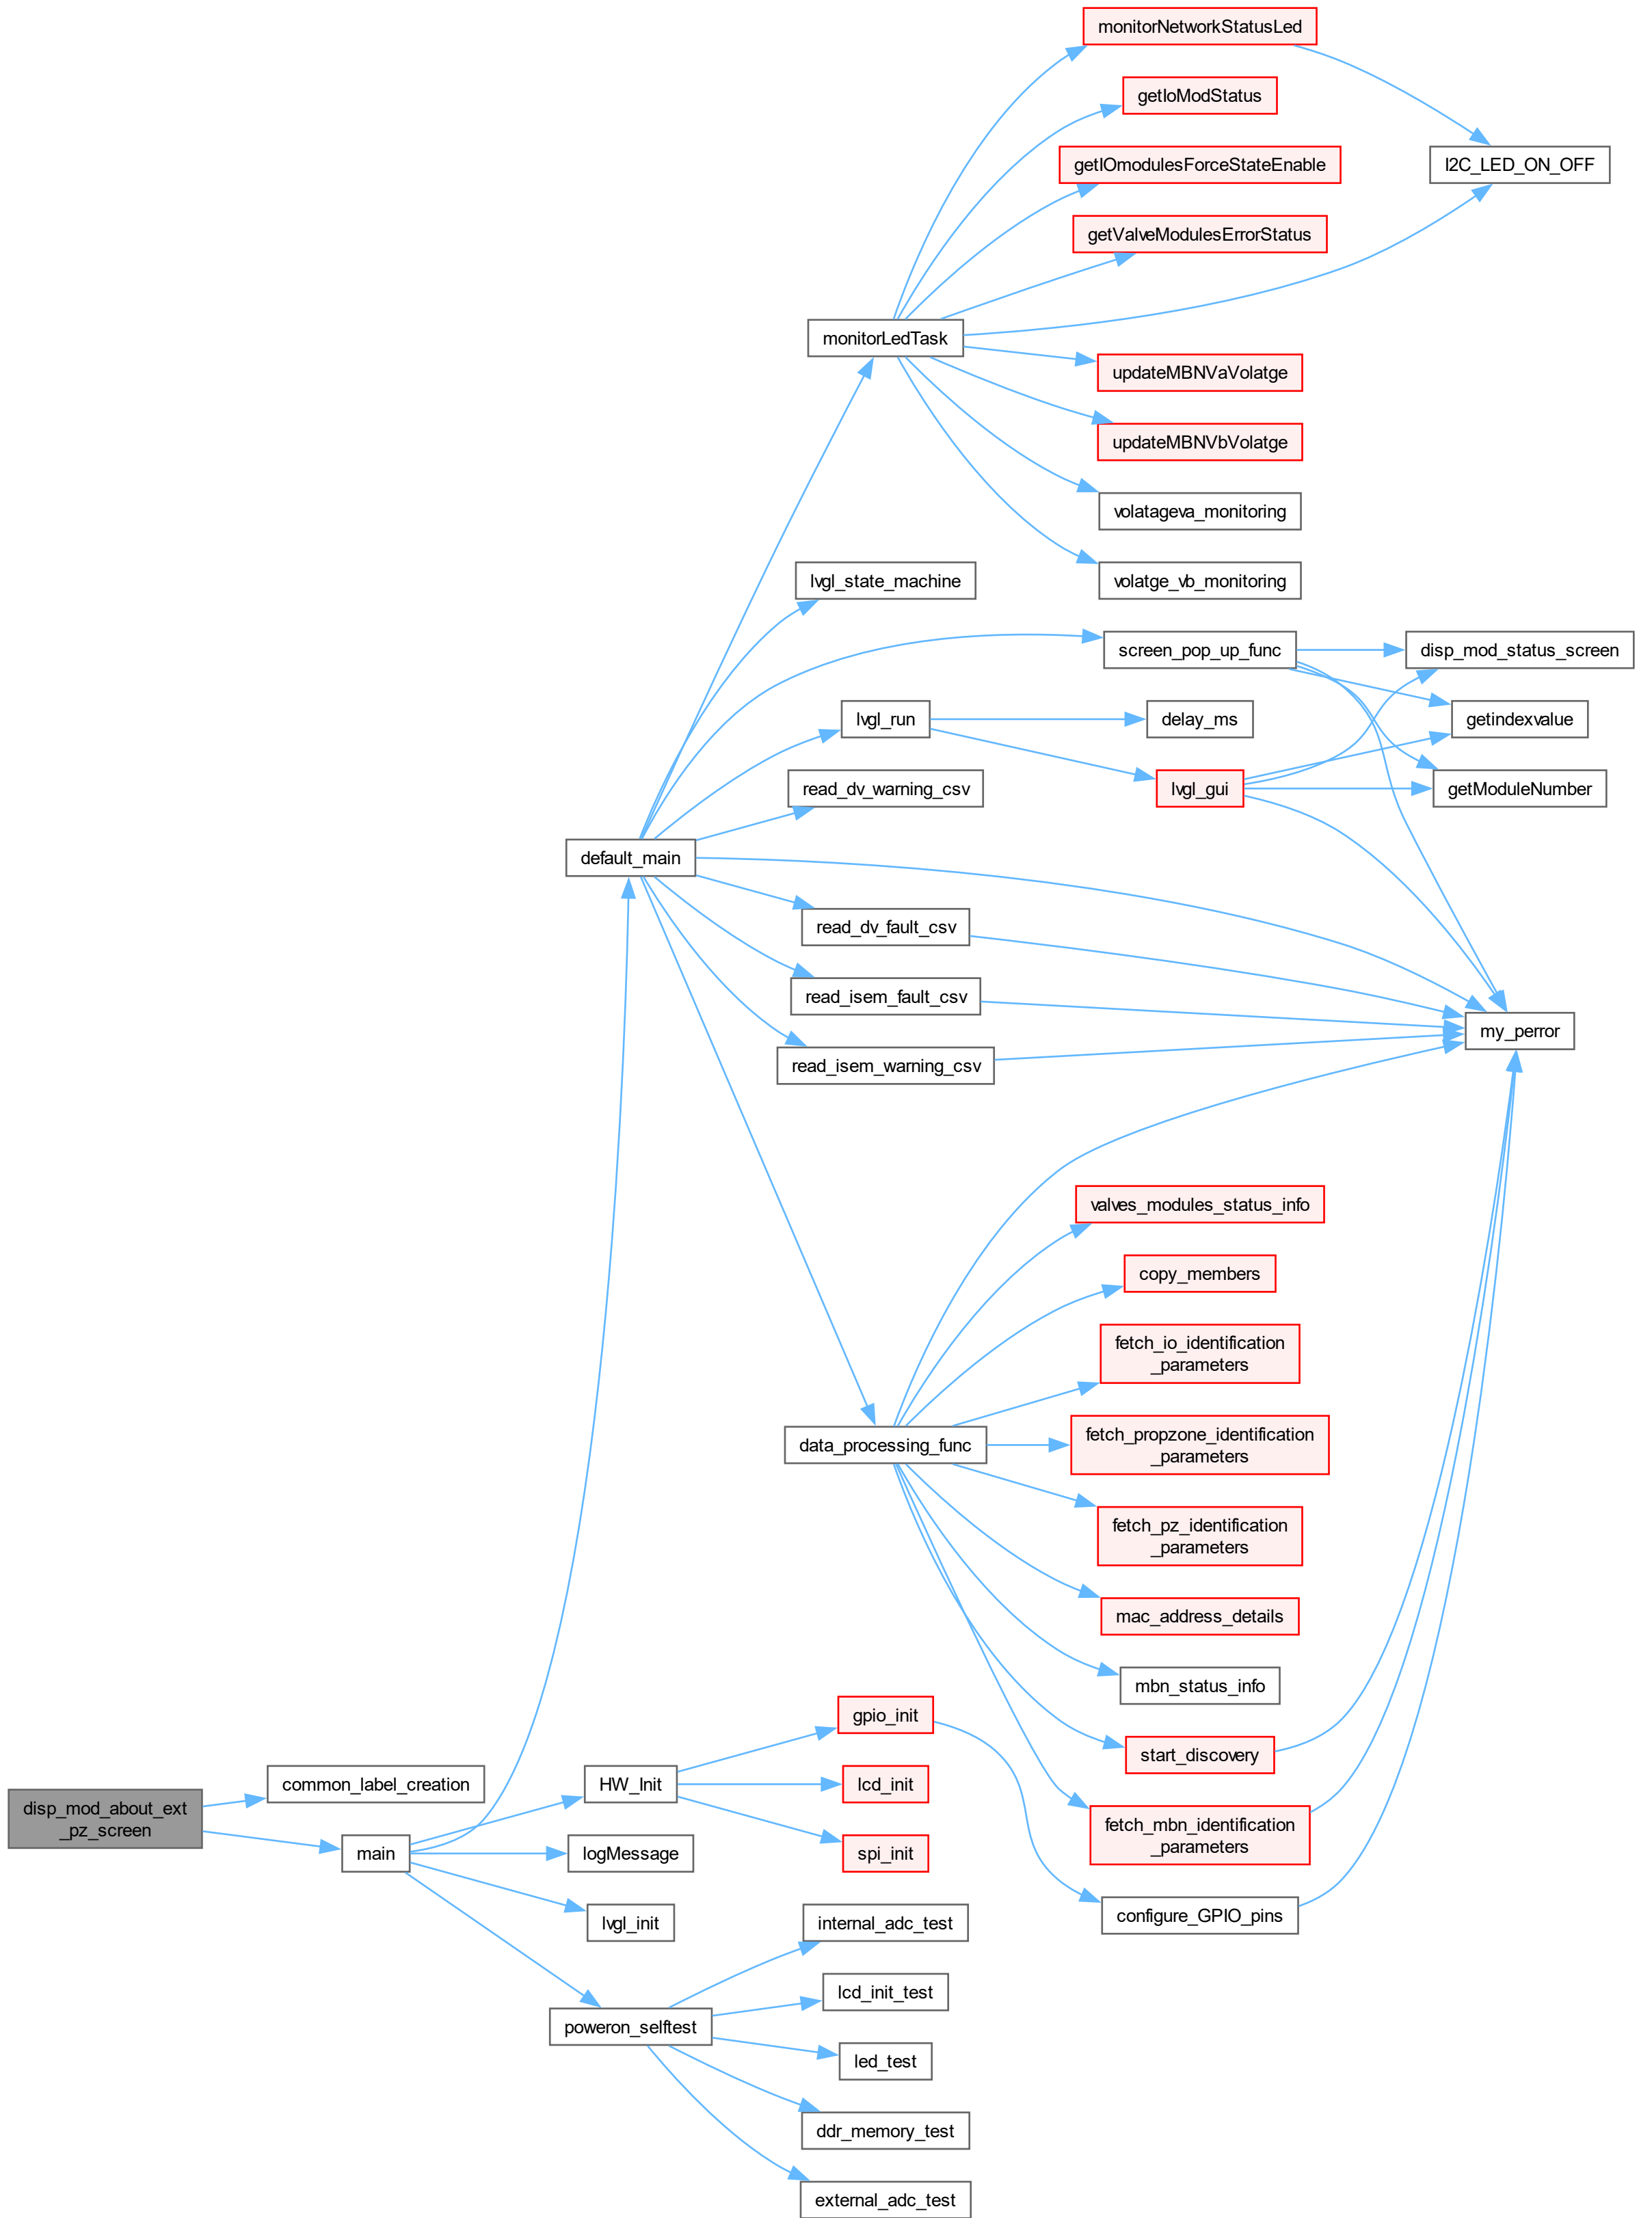 monitorNetworkStatusLed
getIoModStatus
getIOmodulesForceStateEnable
I2C_LED_ON_OFF
getValveModulesErrorStatus
monitorLedTask
updateMBNVaVolatge
updateMBNVbVolatge
volatageva_monitoring
lvgl_state_machine
volatge_vb_monitoring
screen_pop_up_func
disp_mod_status_screen
lvgl_run
delay_ms
getindexvalue
read_dv_warning_csv
lvgl_gui
getModuleNumber
default_main
read_dv_fault_csv
read_isem_fault_csv
my_perror
read_isem_warning_csv
valves_modules_status_info
copy_members
fetch_io_identification
_parameters
data_processing_func
fetch_propzone_identification
_parameters
fetch_pz_identification
_parameters
mac_address_details
mbn_status_info
gpio_init
start_discovery
common_label_creation
HW_Init
lcd_init
disp_mod_about_ext
_pz_screen
fetch_mbn_identification
_parameters
main
logMessage
spi_init
lvgl_init
internal_adc_test
configure_GPIO_pins
lcd_init_test
poweron_selftest
led_test
ddr_memory_test
external_adc_test